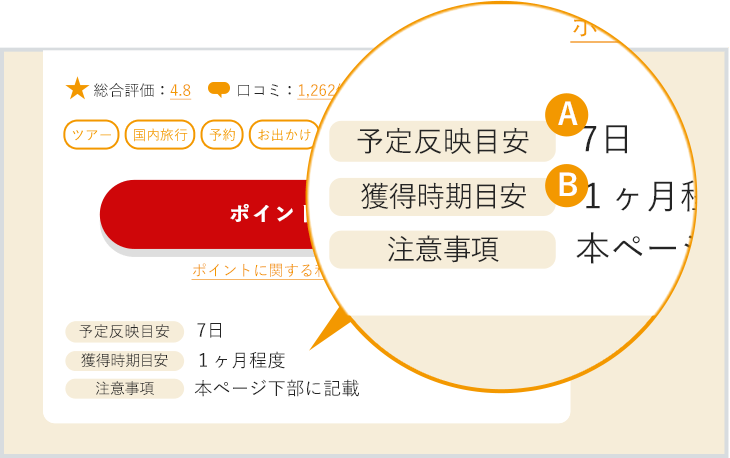 総合評価：4.8 口コミ：1,262
ツアー 国内旅行 予約 お出かけ
ポイント
ポイントに関する
予定反映目安 7日
獲得時期目安 1ヶ月程度
注意事項 本ページ下部に記載
ポ
A
予定反映目安 7日
B
獲得時期目安 1ヶ月程
注意事項 本ページ